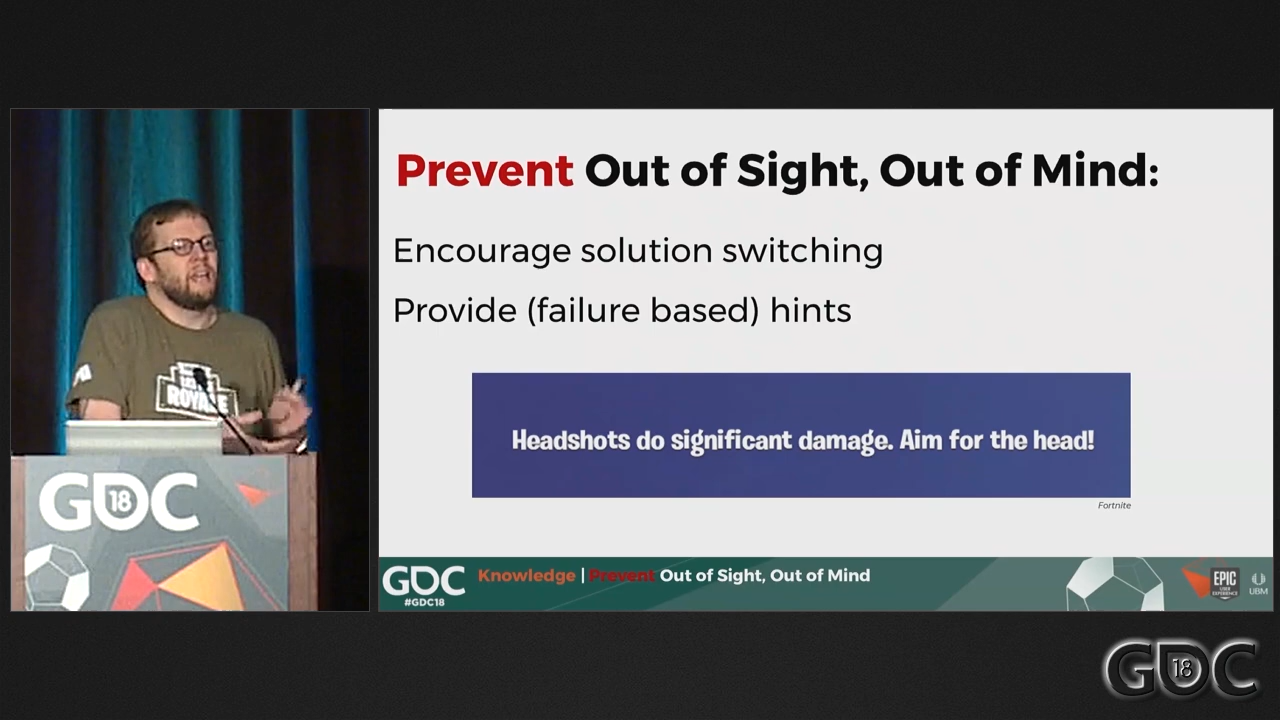 Prevent Out of Sight, Out of Mind:
Encourage solution switching
Provide (failure based) hints
Headshots do significant damage. Aim for the head!
Fortnite
ROYALE
GDC 18
GDC
#GDC18
Knowledge | Prevent Out of Sight, Out of Mind
EPIC
UBM
GDC 18